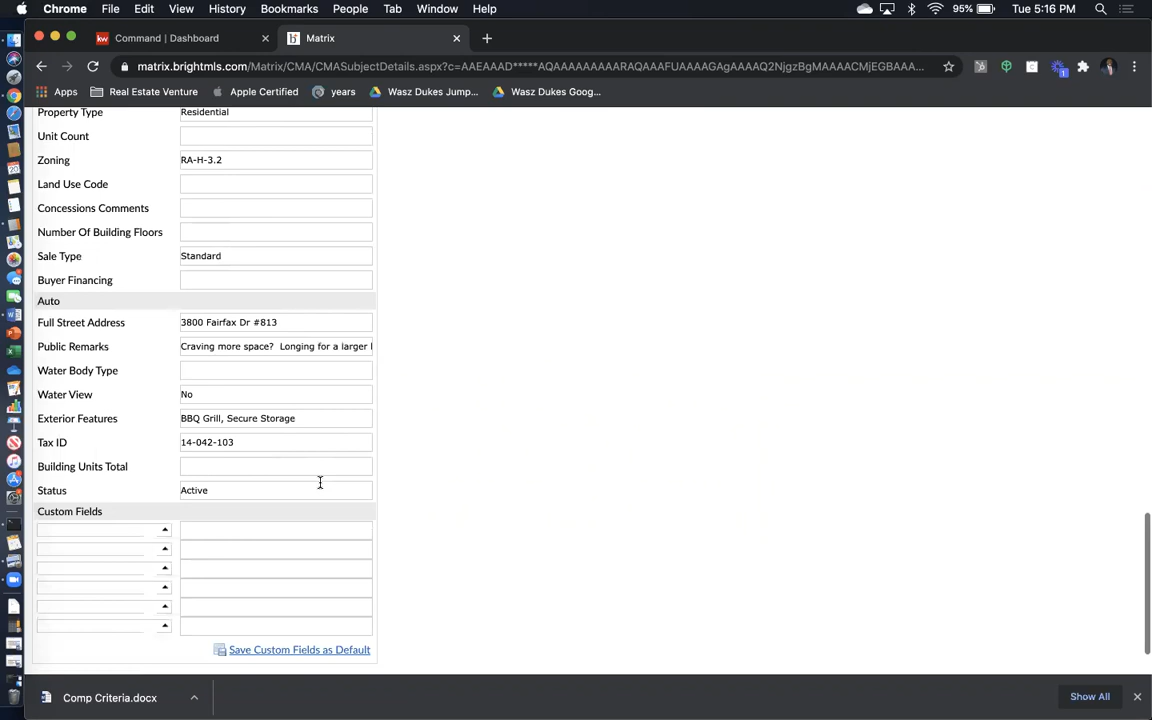 Chrome File Edit View History Bookmarks People Tab Window Help 95% Tue 5:16 PM
kw Command | Dashboard Matrix
matrix.brightmls.com/Matrix/CMA/CMASubjectDetails.aspx?c=AAEAAAD*****AQAAAAAAAAARAQAAAFUAAAAGAgAAAAQ2NjgzBgMAAAACMjEGBAAA...
Apps Real Estate Venture Apple Certified years Wasz Dukes Jump... Wasz Dukes Goog...
Property Type Residential
Unit Count
Zoning RA-H-3.2
Land Use Code
Concessions Comments
Number Of Building Floors
Sale Type Standard
Buyer Financing
Auto
Full Street Address 3800 Fairfax Dr #813
Public Remarks Craving more space? Longing for a larger
Water Body Type
Water View No
Exterior Features BBQ Grill, Secure Storage
Tax ID 14-042-103
Building Units Total
Status Active
Custom Fields
Save Custom Fields as Default
Comp Criteria.docx Show All